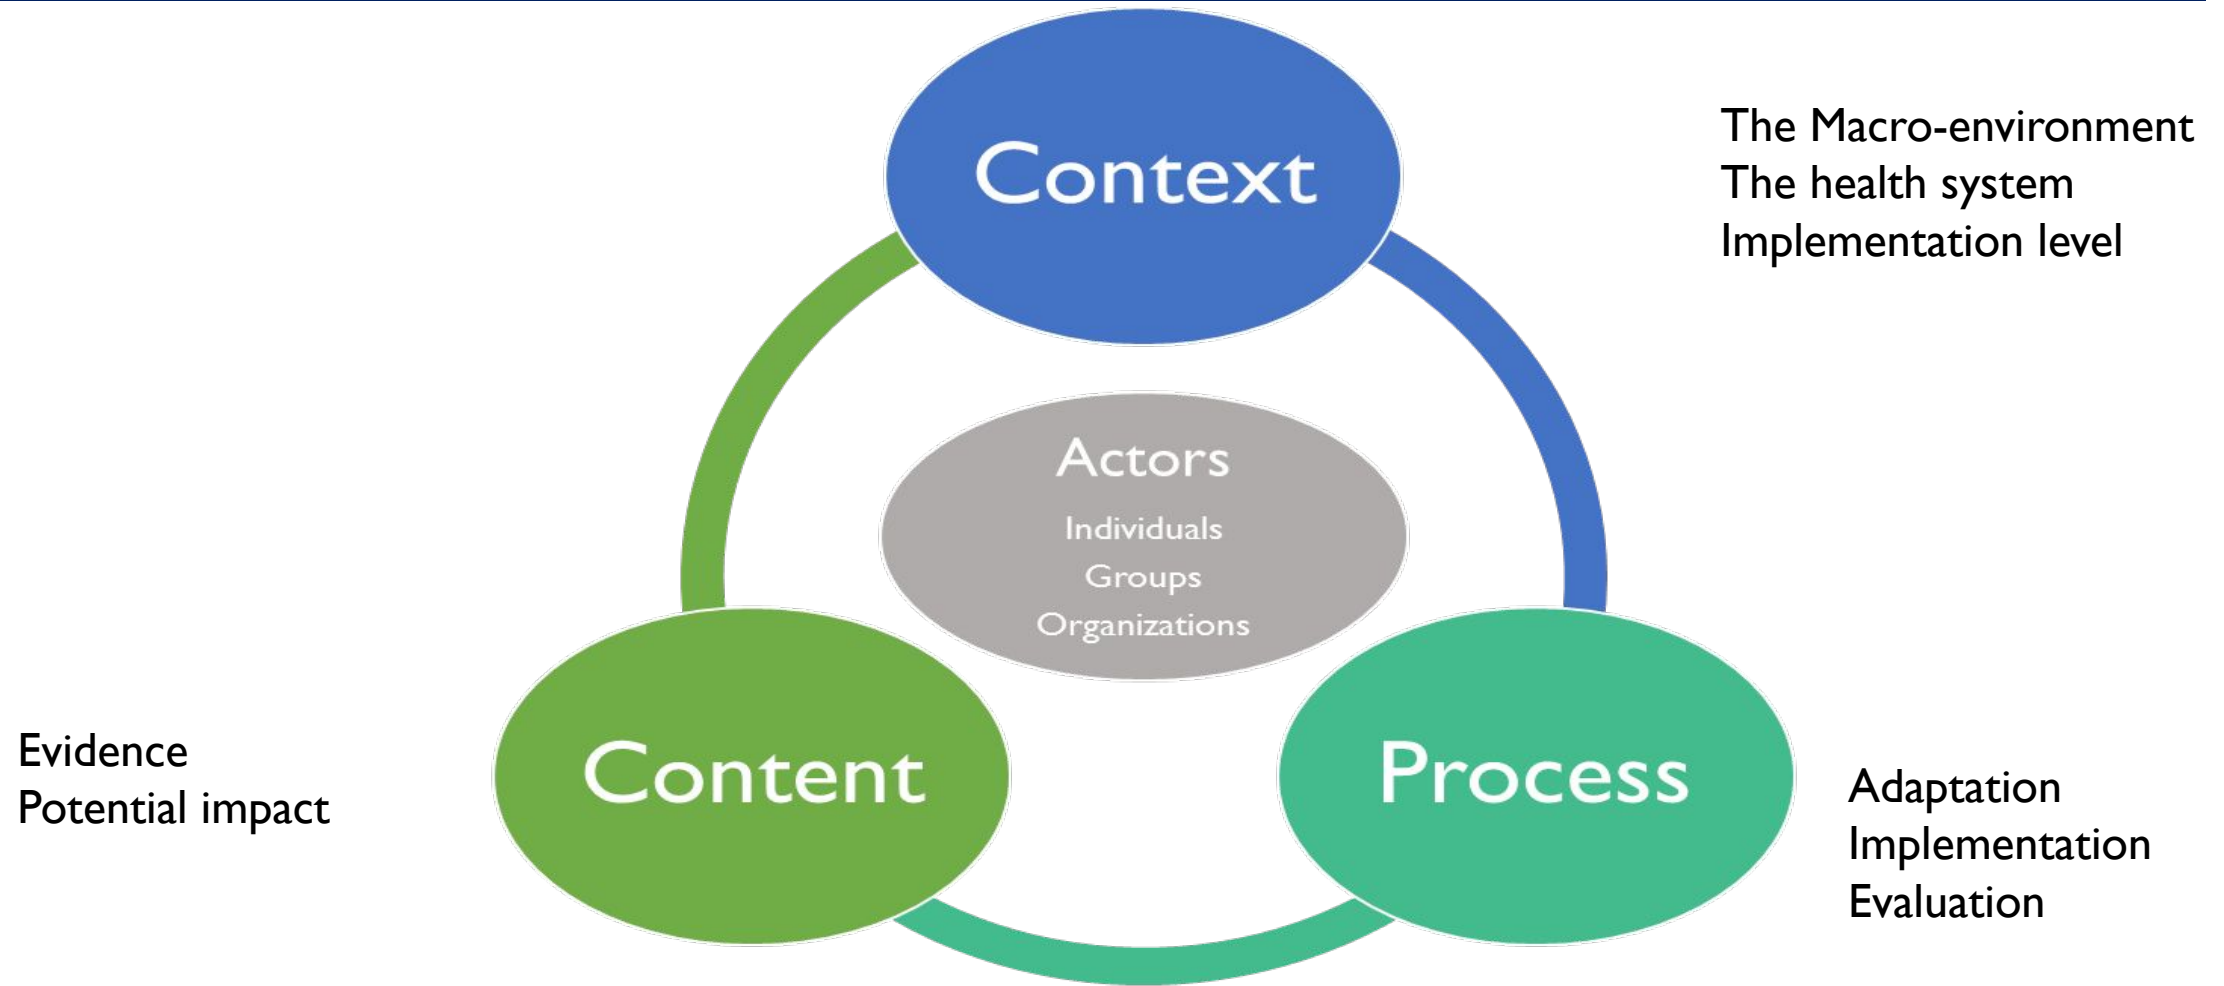 Context
The Macro-environment
The health system
Implementation level
Actors
Individuals
Groups
Organizations
Content
Evidence
Potential impact
Process
Adaptation
Implementation
Evaluation